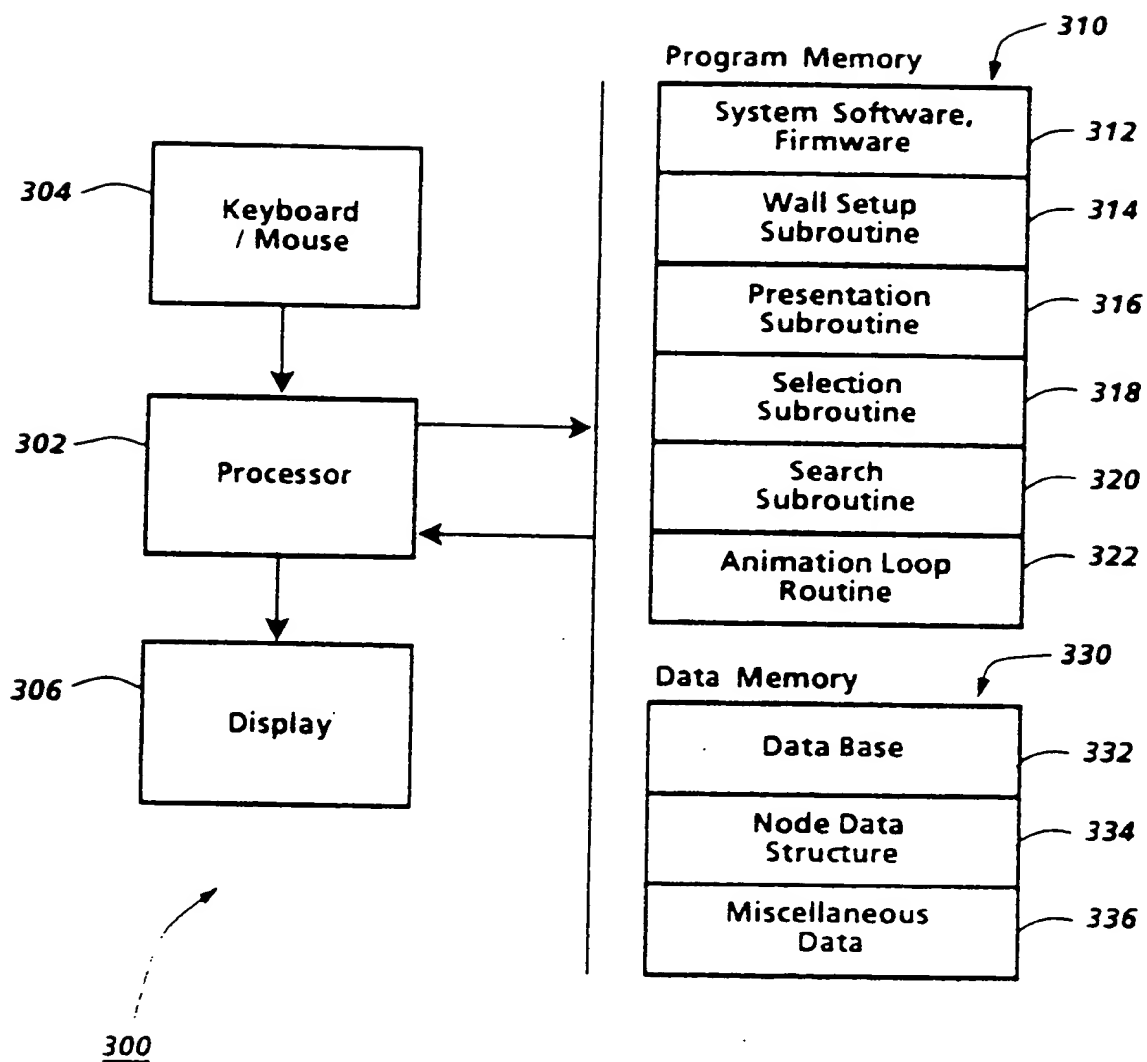 310
Program Memory
System Software,
Firmware
312
304
Keyboard
/ Mouse
Wall Setup
Subroutine
314
Presentation
Subroutine
316
302
Processor
Selection
Subroutine
318
Search
Subroutine
320
Animation Loop
Routine
322
306
Display
330
Data Memory
Data Base
332
Node Data
Structure
334
Miscellaneous
Data
336
300